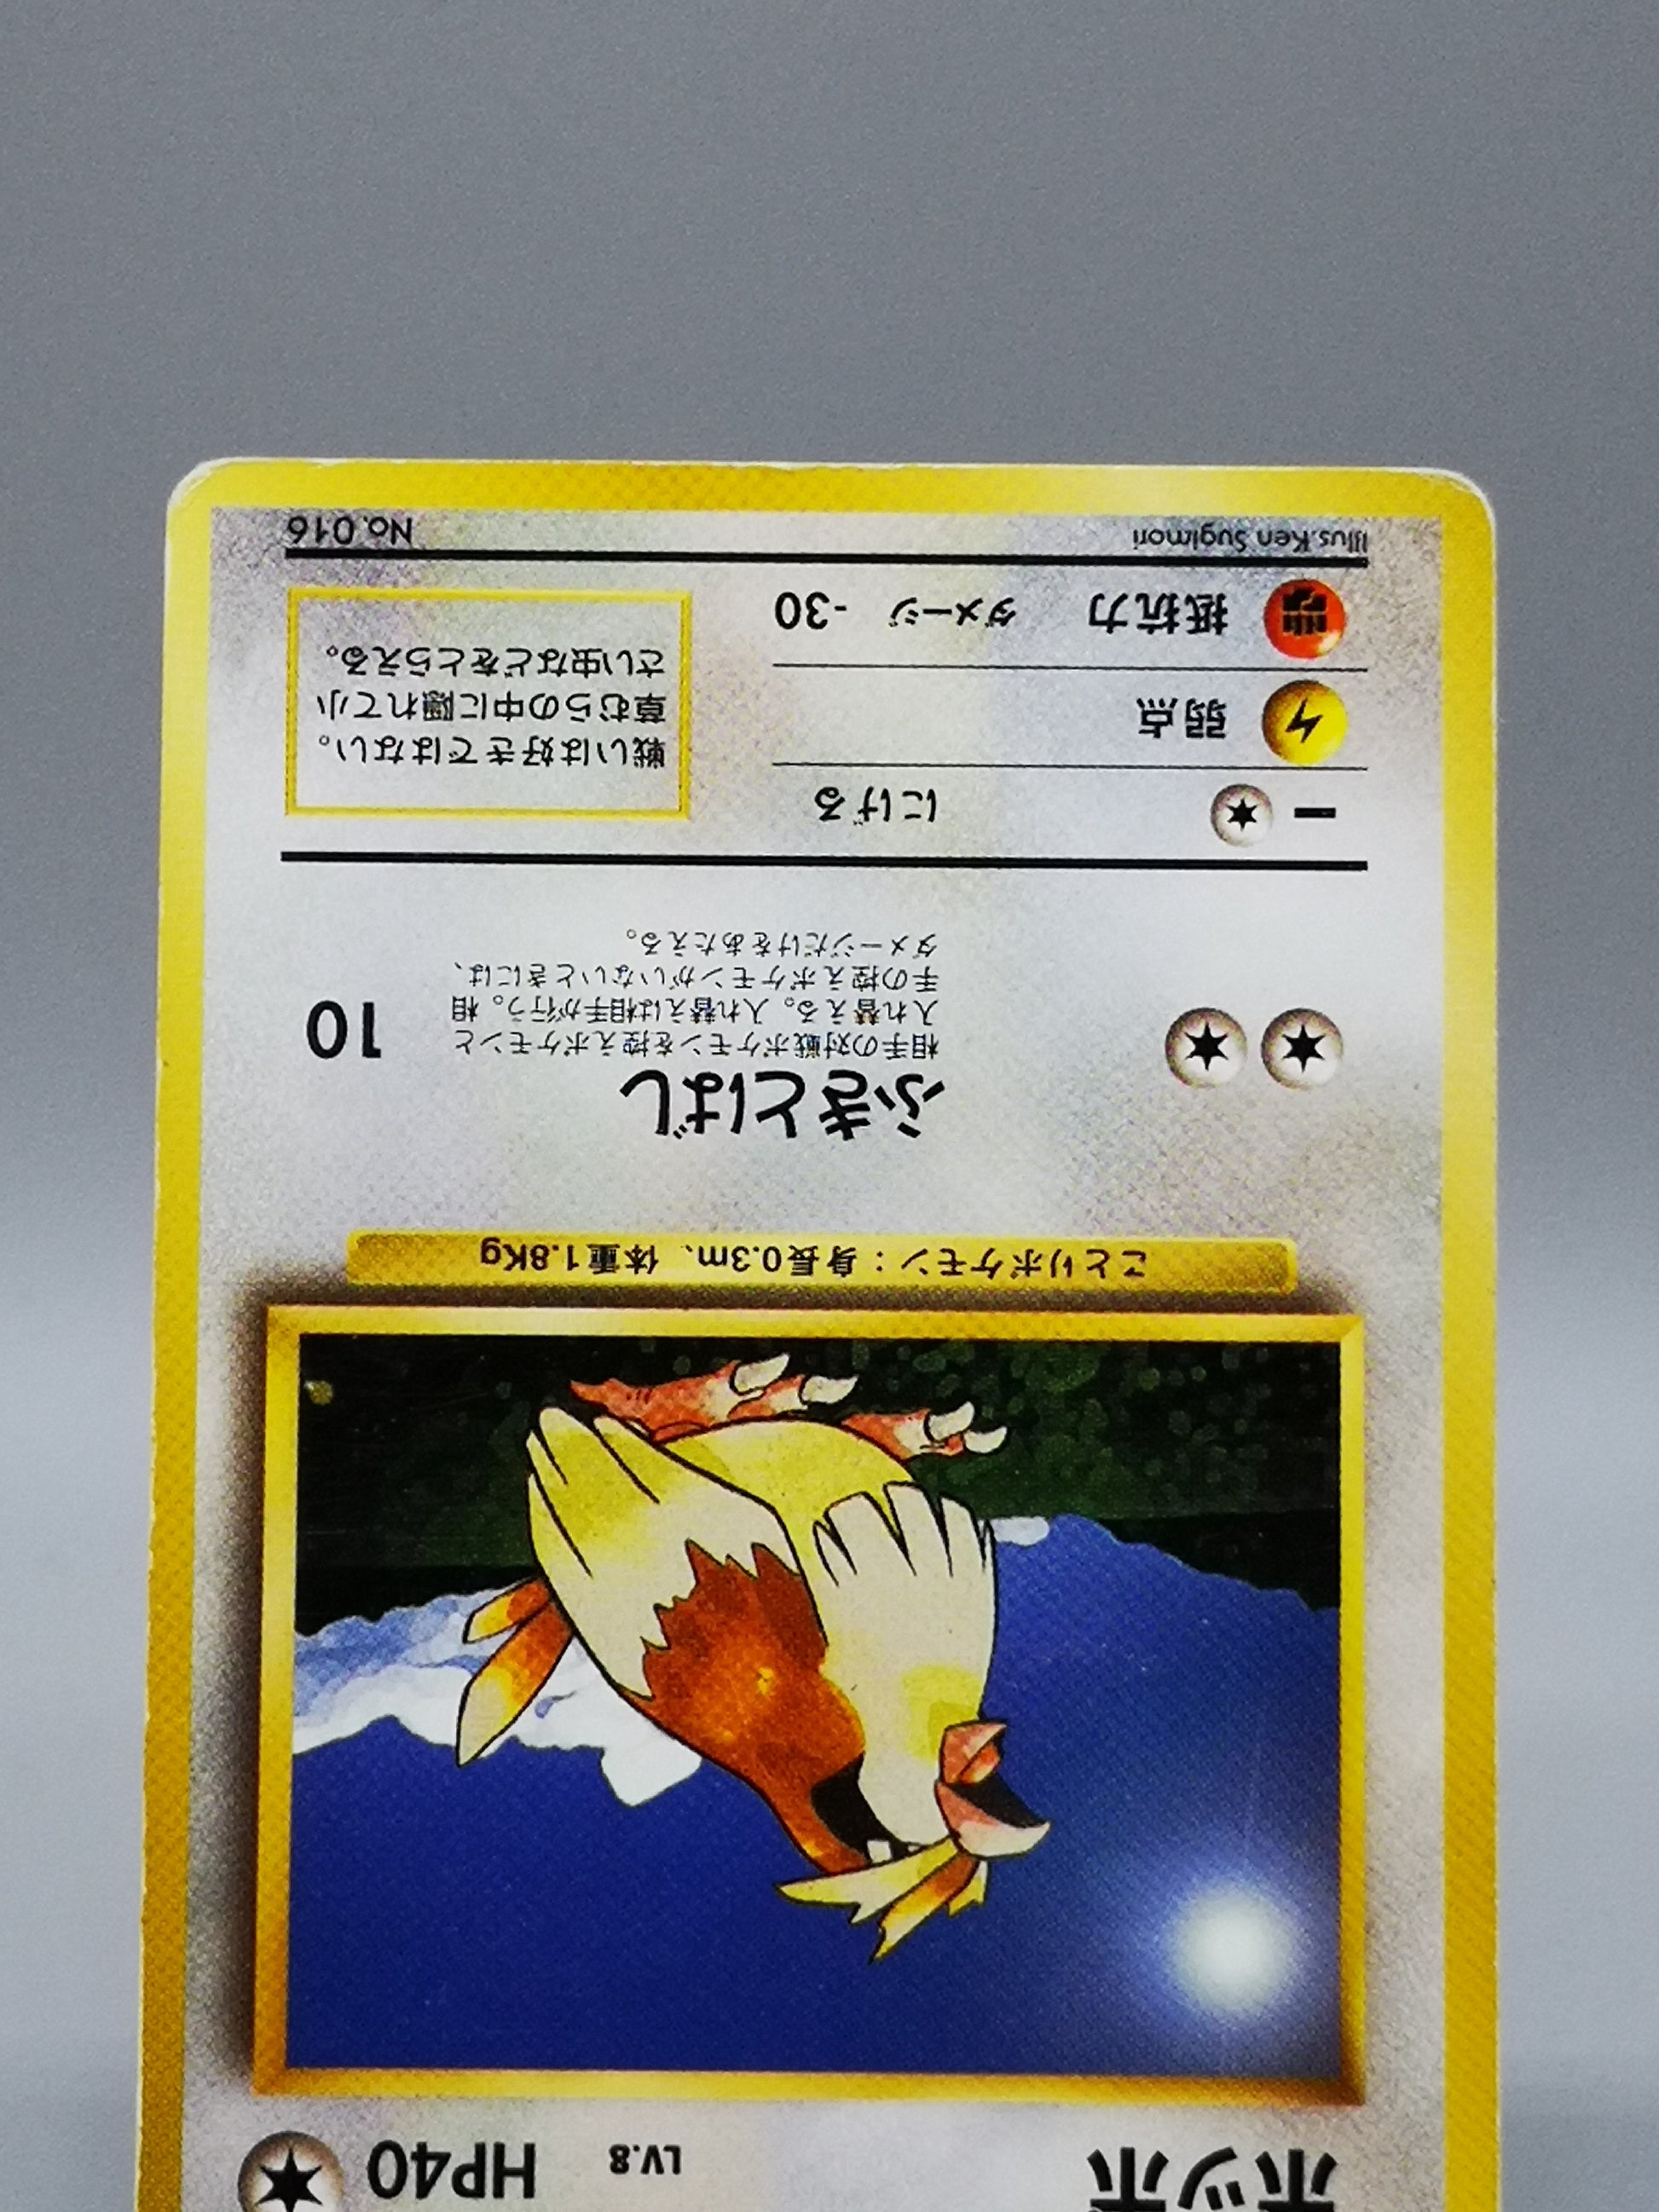 ポッポ LV.8 HP40
ことりポケモン：身長0.3m、体重1.8Kg
ふきとばし 10
相手の対戦ポケモンを控えポケモンと
入れ替える。入れ替えは相手が行う。相
手の控えポケモンがいないときには、
ダメージだけをあたえる。
にげる
弱点
抵抗力 ダメージ -30
戦いは好きではない。
草むらの中に隠れて小
さい虫などをとらえる。
Illus.Ken Sugimori No.016